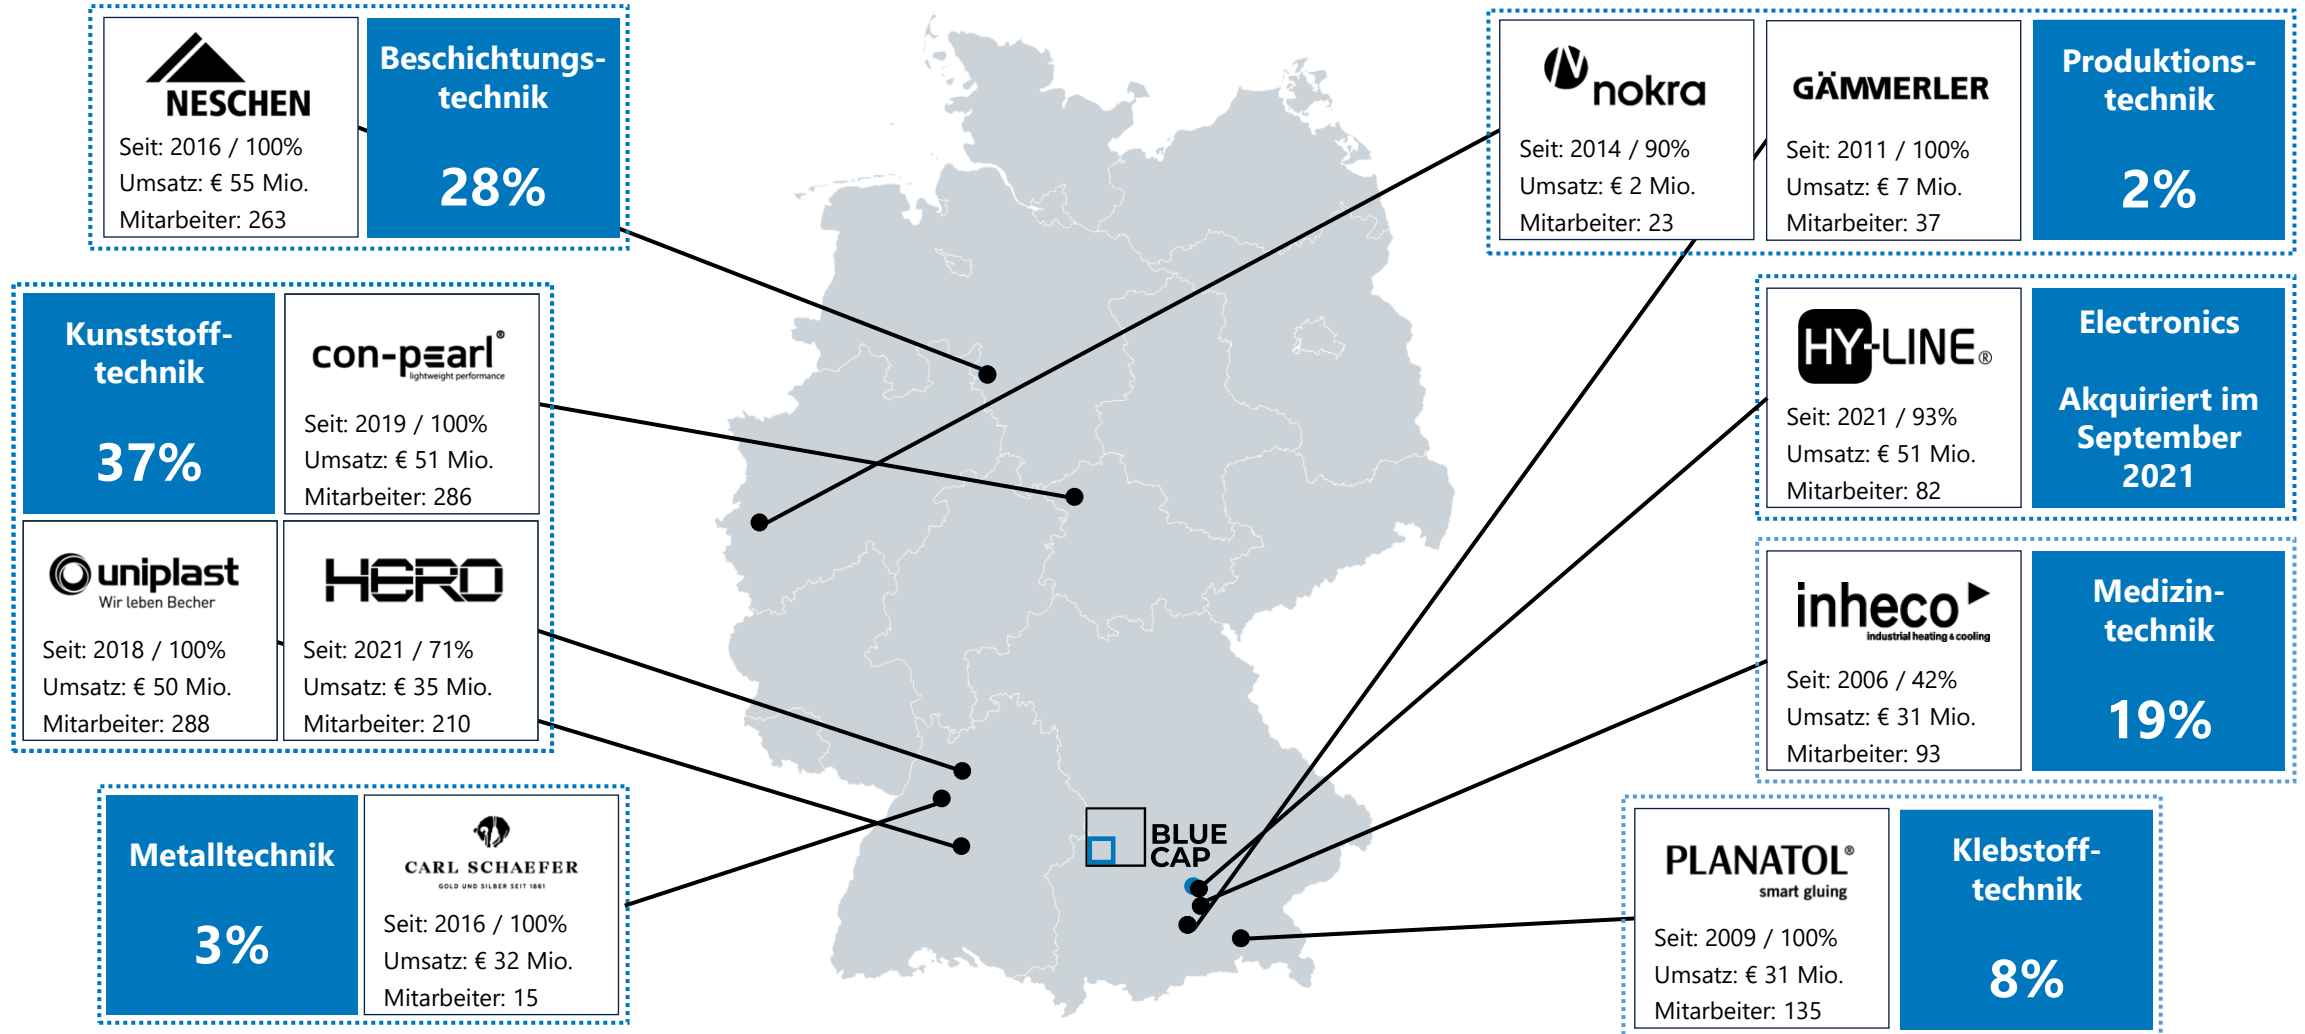 NESCHEN
Seit: 2016 / 100%
Umsatz: € 55 Mio.
Mitarbeiter: 263
Beschichtungs-
technik
28%
nokra
Seit: 2014 / 90%
Umsatz: € 2 Mio.
Mitarbeiter: 23
GÄMMERLER
Seit: 2011 / 100%
Umsatz: € 7 Mio.
Mitarbeiter: 37
Produktions-
technik
2%
Kunststoff-
technik
37%
con-pearl®
lightweight performance
Seit: 2019 / 100%
Umsatz: € 51 Mio.
Mitarbeiter: 286
uniplast
Wir leben Becher
Seit: 2018 / 100%
Umsatz: € 50 Mio.
Mitarbeiter: 288
HERO
Seit: 2021 / 71%
Umsatz: € 35 Mio.
Mitarbeiter: 210
HY-LINE®
Seit: 2021 / 93%
Umsatz: € 51 Mio.
Mitarbeiter: 82
Electronics
Akquiriert im
September
2021
inheco
industrial heating & cooling
Seit: 2006 / 42%
Umsatz: € 31 Mio.
Mitarbeiter: 93
Medizin-
technik
19%
Metalltechnik
3%
CARL SCHAEFER
GOLD UND SILBER SEIT 1861
Seit: 2016 / 100%
Umsatz: € 32 Mio.
Mitarbeiter: 15
BLUE
CAP
PLANATOL®
smart gluing
Seit: 2009 / 100%
Umsatz: € 31 Mio.
Mitarbeiter: 135
Klebstoff-
technik
8%